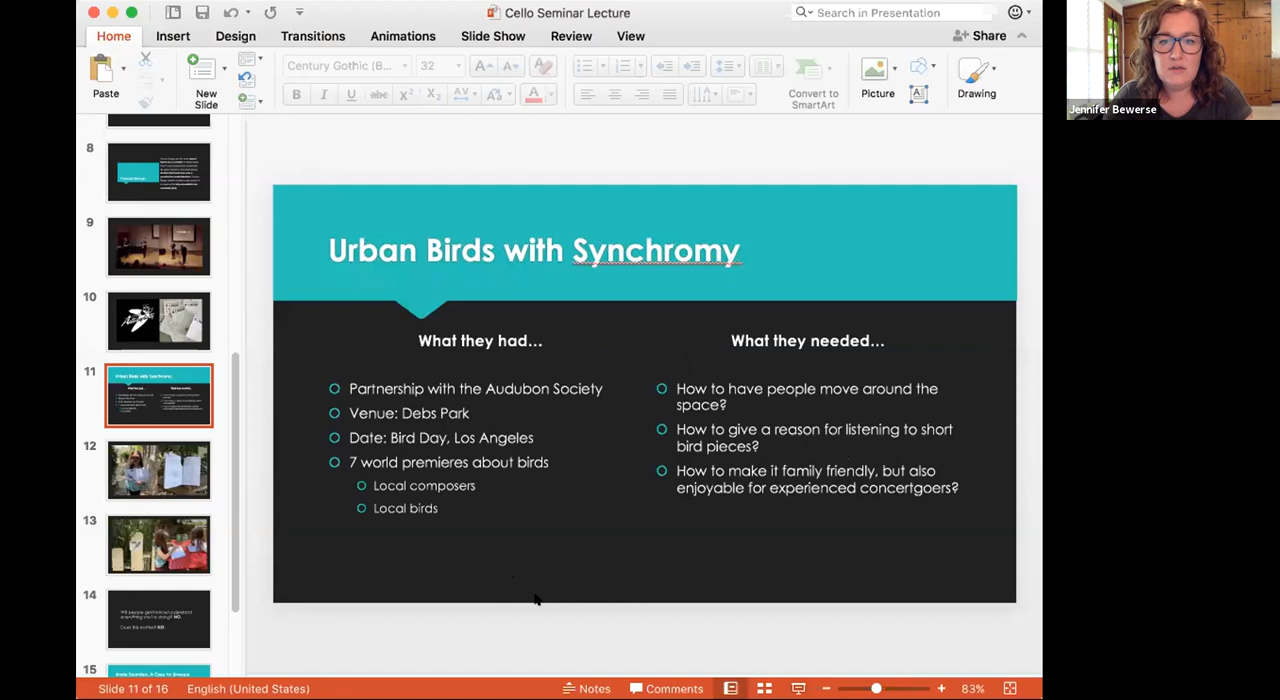 Cello Seminar Lecture
Search in Presentation
Home
Insert
Design
Transitions
Animations
Slide Show
Review
View
Share
Paste
New
Slide
Century Gothic (B...
32
Convert to
SmartArt
Picture
Drawing
Jennifer Bewerse
8
9
10
11
12
13
14
15
Urban Birds with Synchromy
What they had...
Partnership with the Audubon Society
Venue: Debs Park
Date: Bird Day, Los Angeles
7 world premieres about birds
Local composers
Local birds
What they needed...
How to have people move around the
space?
How to give a reason for listening to short
bird pieces?
How to make it family friendly, but also
enjoyable for experienced concertgoers?
Slide 11 of 16
English (United States)
Notes
Comments
83%